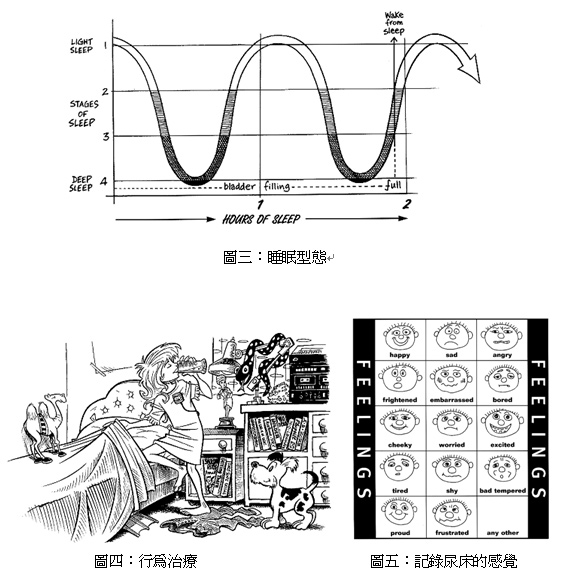 Wake
from
sleep
LIGHT
SLEEP
1
2
STAGES
OF
SLEEP
3
DEEP
SLEEP
4
bladder filling full
1 2
HOURS OF SLEEP
圖三：睡眠型態
FEELINGS
happy sad angry
frightened embarrassed bored
cheeky worried excited
tired shy bad tempered
proud frustrated any other
FEELINGS
圖四：行為治療
圖五：記錄尿床的感覺